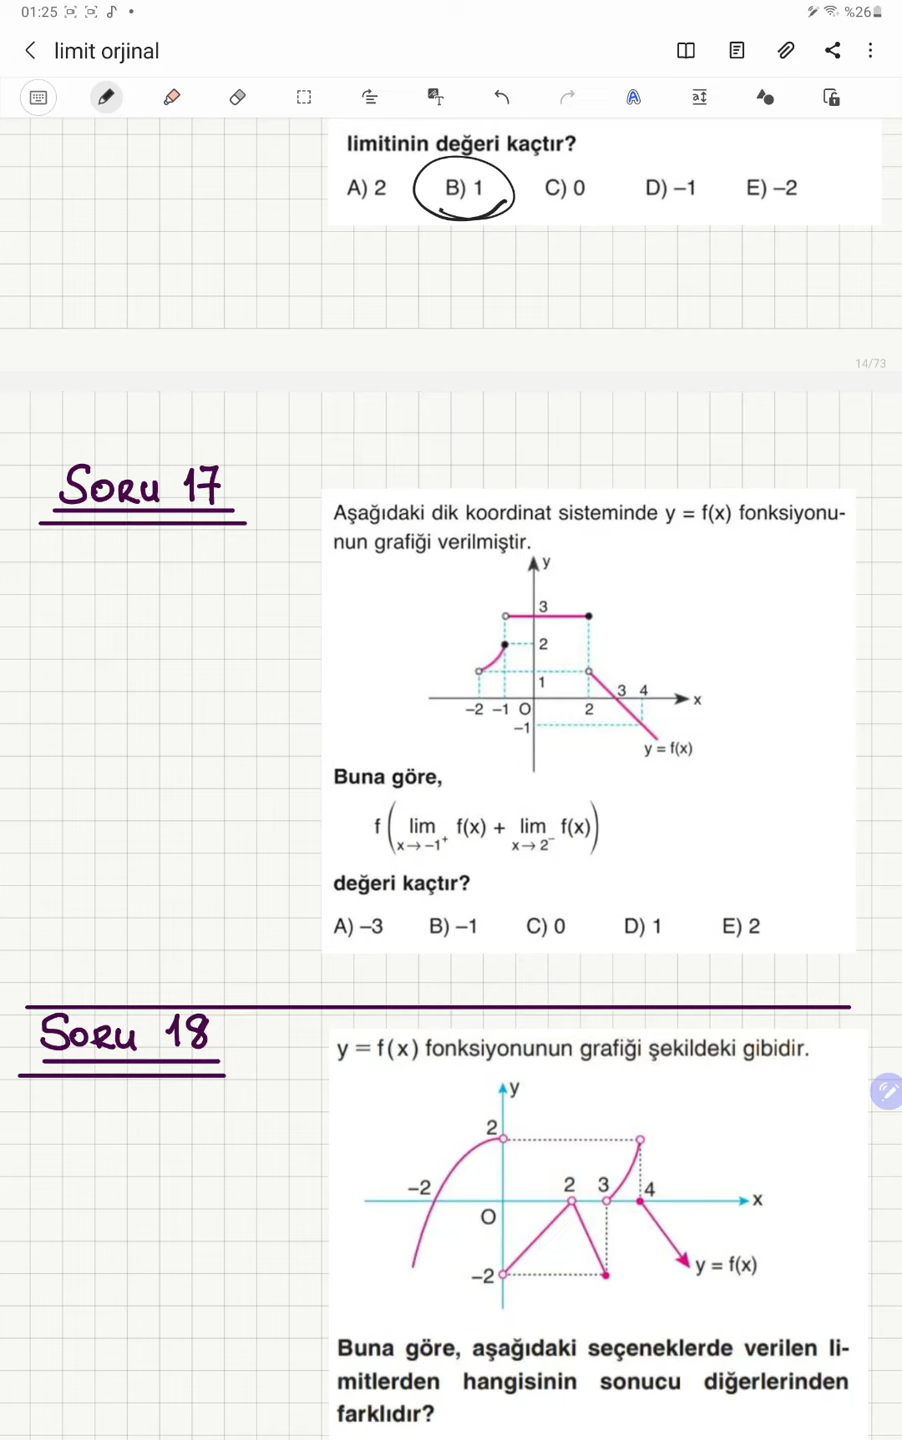 01:25 %26
limit orjinal
limitinin değeri kaçtır?
A) 2 B) 1 C) 0 D) –1 E) –2
14/73
SORU 17
Aşağıdaki dik koordinat sisteminde y = f(x) fonksiyonu-
nun grafiği verilmiştir.
y
3
2
1
3 4
x
–2 –1 O 2
–1
y = f(x)
Buna göre,
f ( lim f(x) + lim f(x) )
x→–1⁺ x→2⁻
değeri kaçtır?
A) –3 B) –1 C) 0 D) 1 E) 2
SORU 18
y = f(x) fonksiyonunun grafiği şekildeki gibidir.
y
2
–2 2 3 4
x
O
–2
y = f(x)
Buna göre, aşağıdaki seçeneklerde verilen li-
mitlerden hangisinin sonucu diğerlerinden
farklıdır?